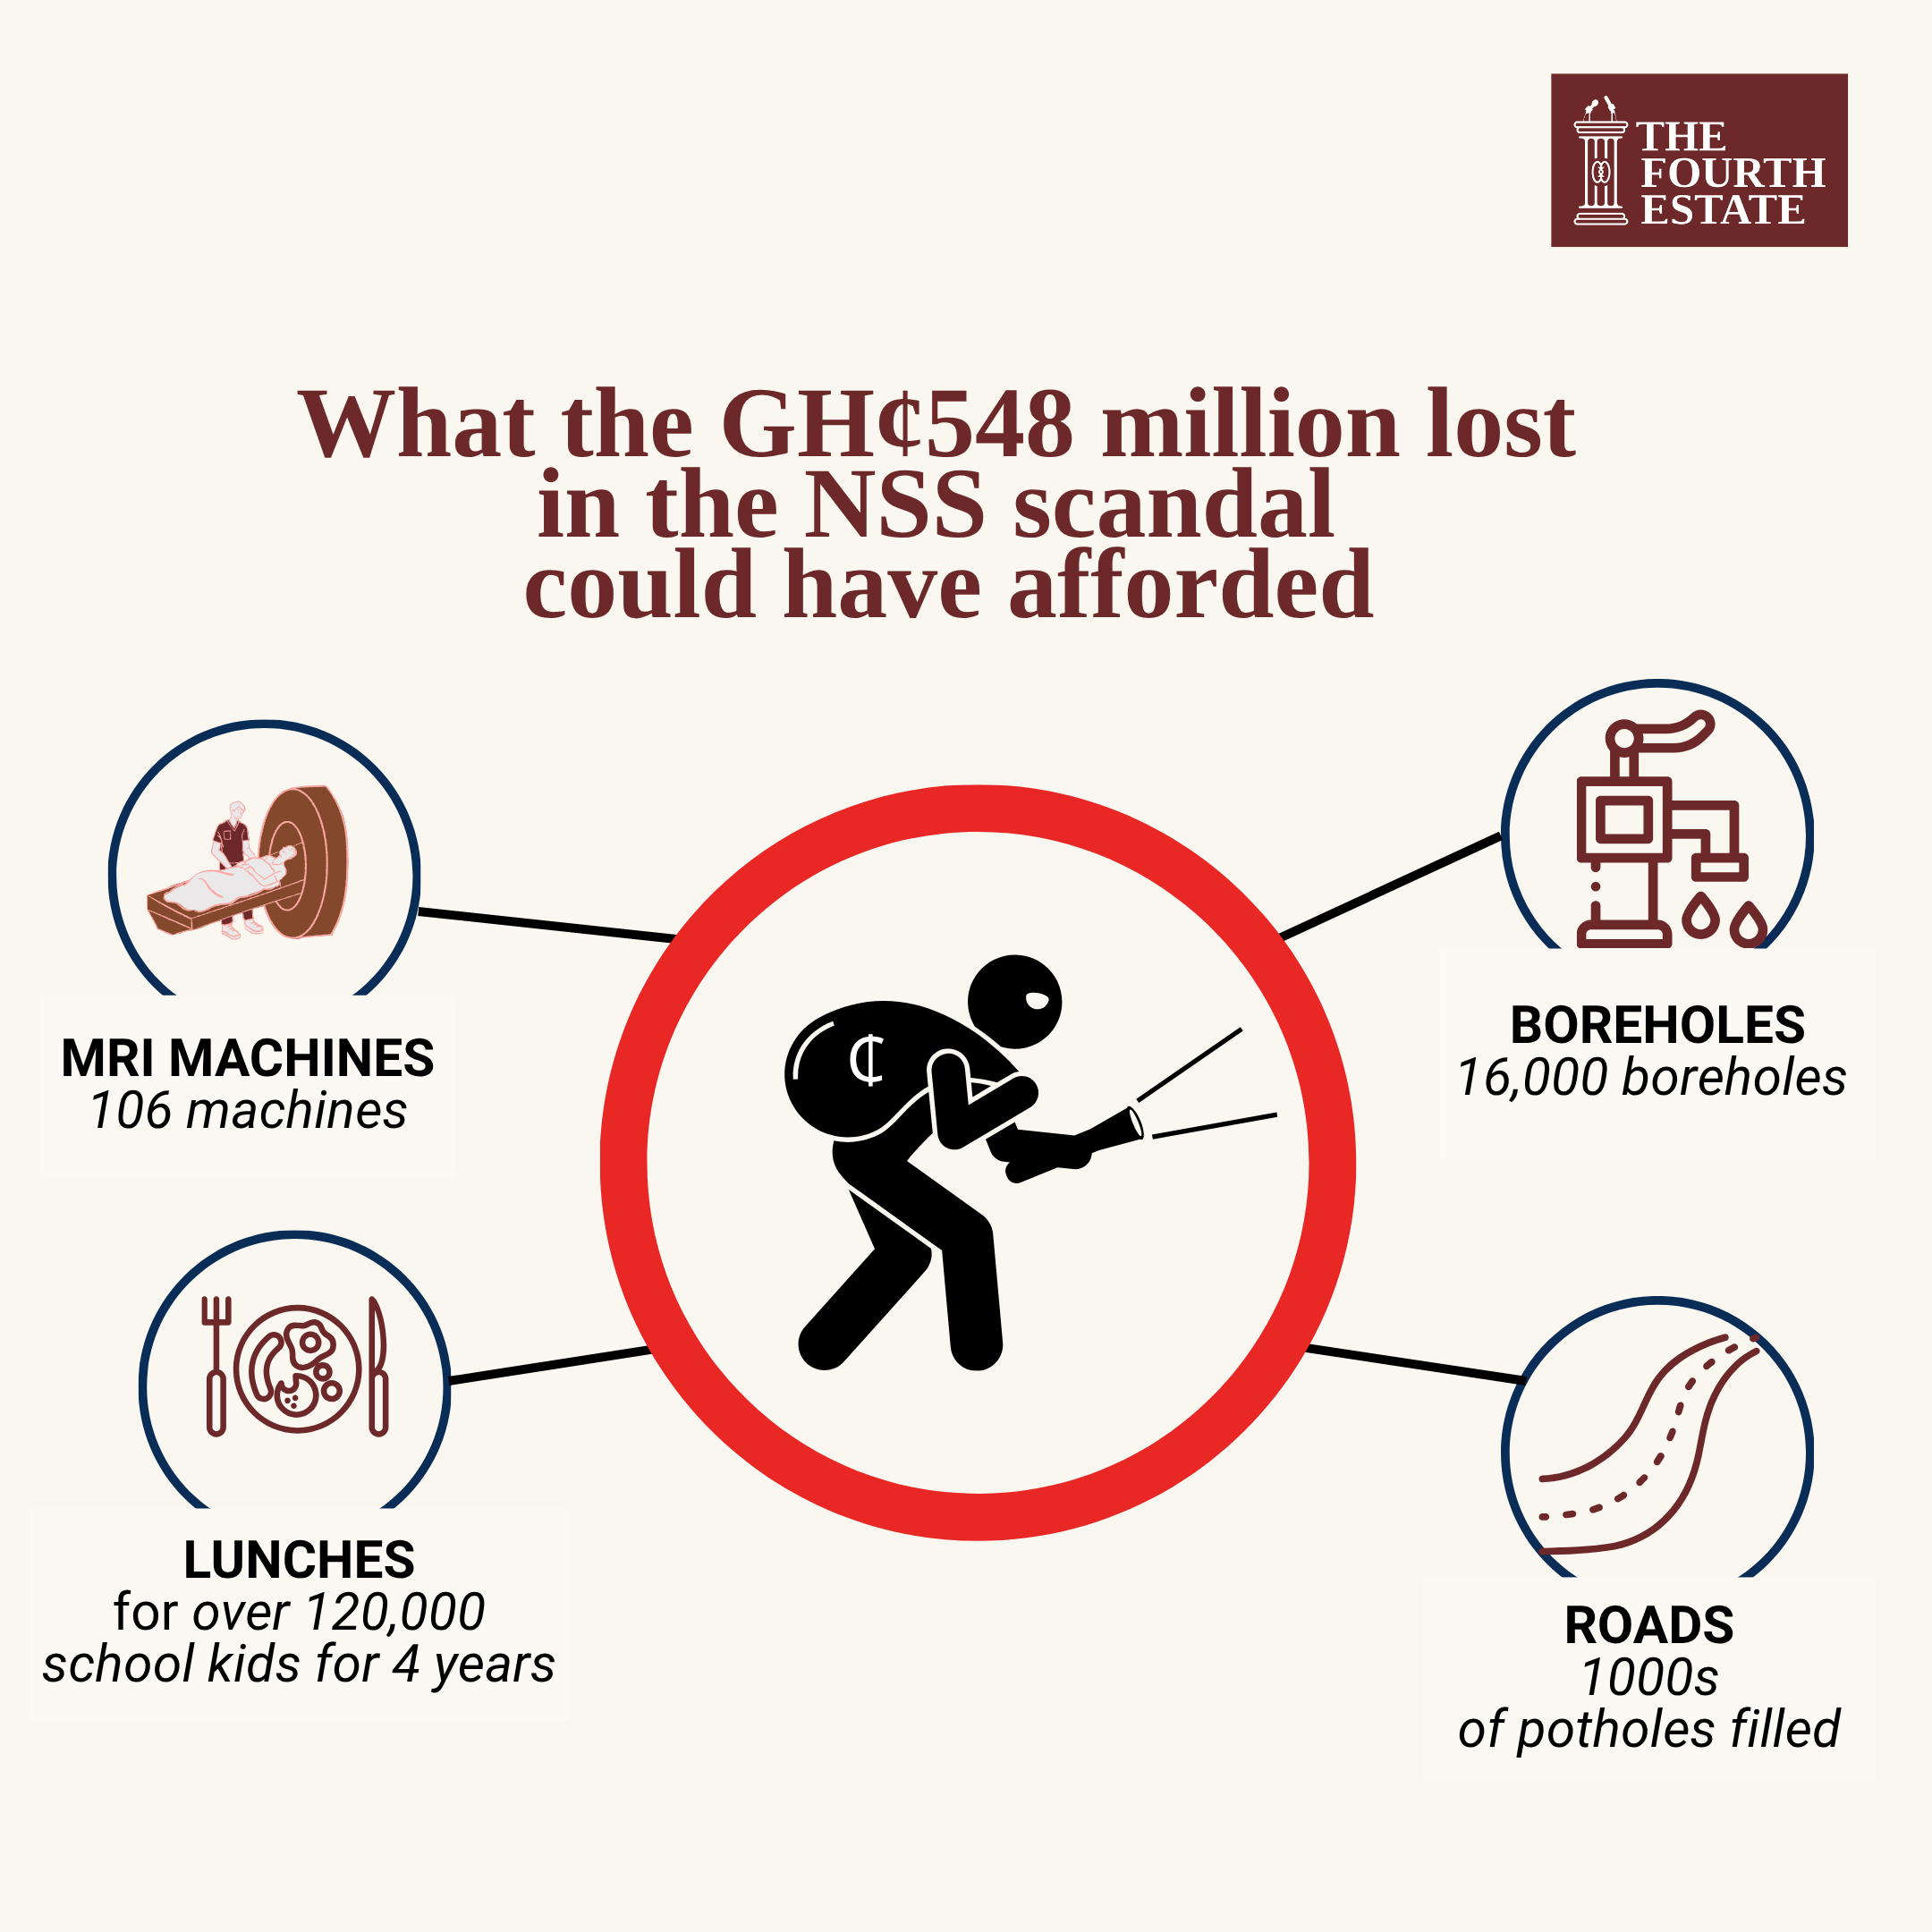 THE
FOURTH
ESTATE
What the GH¢548 million lost
in the NSS scandal
could have afforded
MRI MACHINES
106 machines
BOREHOLES
16,000 boreholes
₵
LUNCHES
for over 120,000
school kids for 4 years
ROADS
1000s
of potholes filled